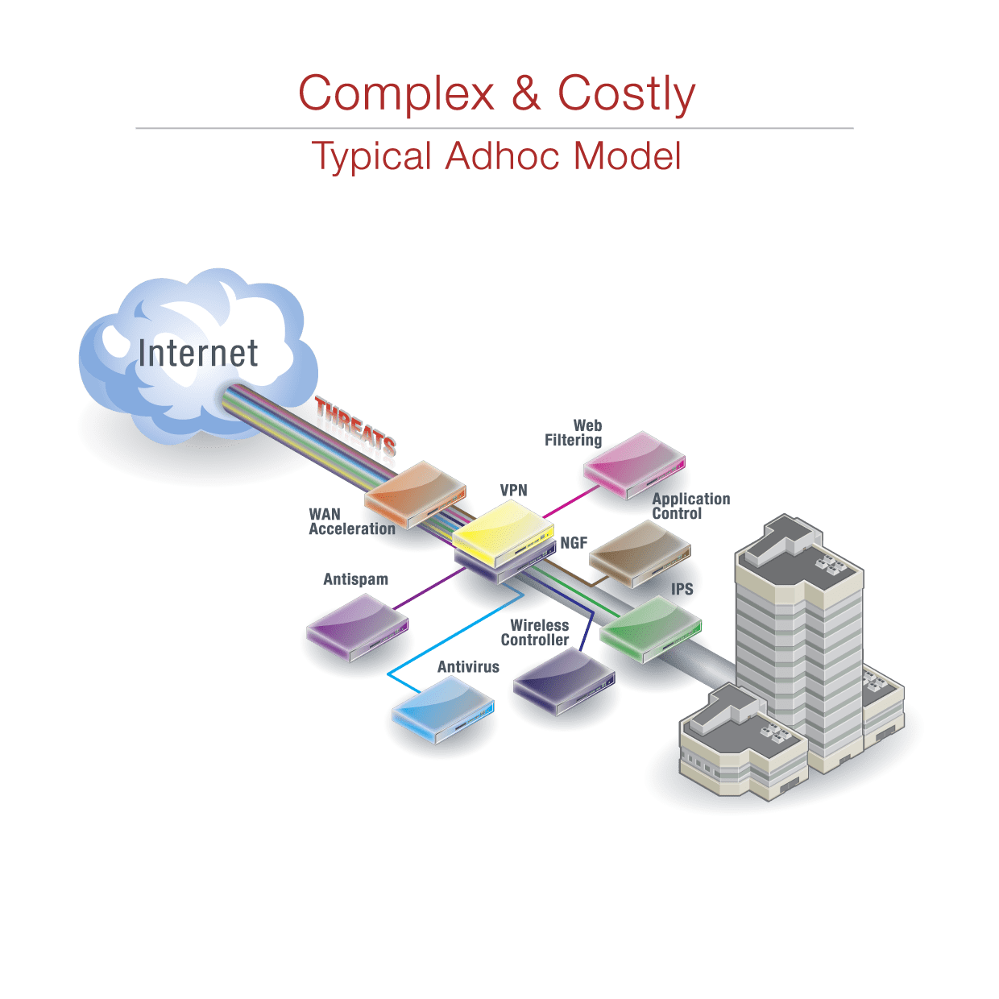 Complex & Costly
Typical Adhoc Model
Internet
THREATS
Web
Filtering
VPN
Application
Control
WAN
Acceleration
NGF
Antispam
IPS
Wireless
Controller
Antivirus